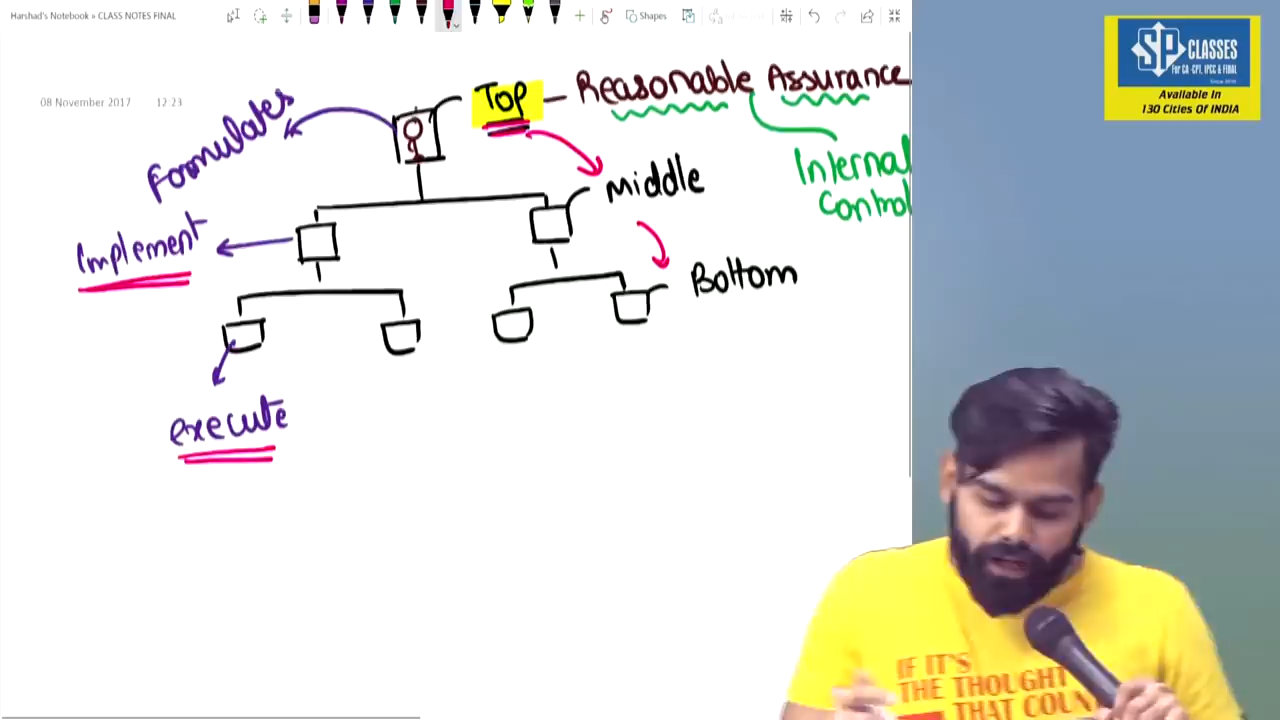 Harshad's Notebook » CLASS NOTES FINAL
Shapes
08 November 2017 12:23
Top
Reasonable Assurance
Internal
Control
Formulates
Middle
Implement
Bottom
execute
SP CLASSES
For CA-CPT, IPCC & FINAL
Available In
130 Cities Of INDIA
IF IT'S
THE THOUGHT
THAT COUN